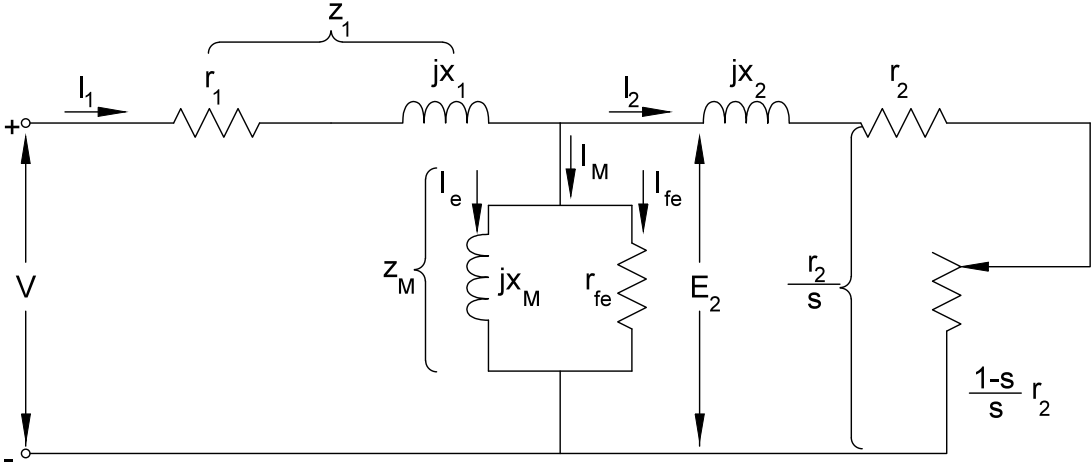 z1
I1
r1
jx1
I2
jx2
r2
+
IM
Ie
Ife
V
zM
jxM
rfe
E2
r2
s
1-s
s
r2
-